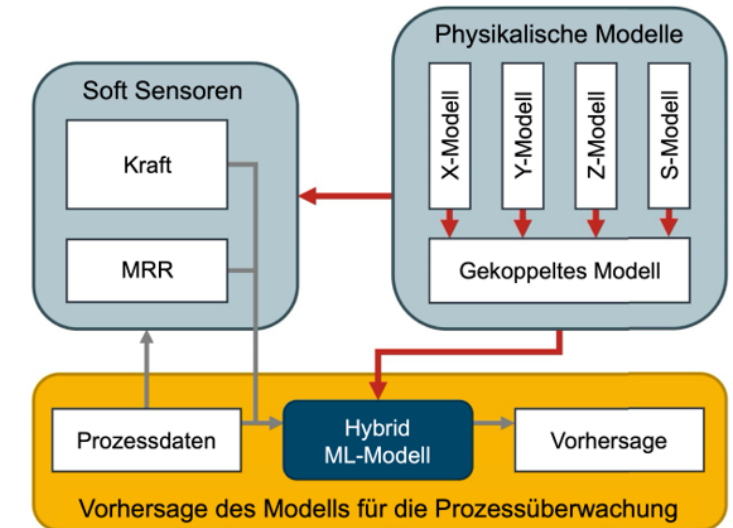 Soft Sensoren
Kraft
MRR
Physikalische Modelle
X-Modell
Y-Modell
Z-Modell
S-Modell
Gekoppeltes Modell
Prozessdaten
Hybrid
ML-Modell
Vorhersage
Vorhersage des Modells für die Prozessüberwachung